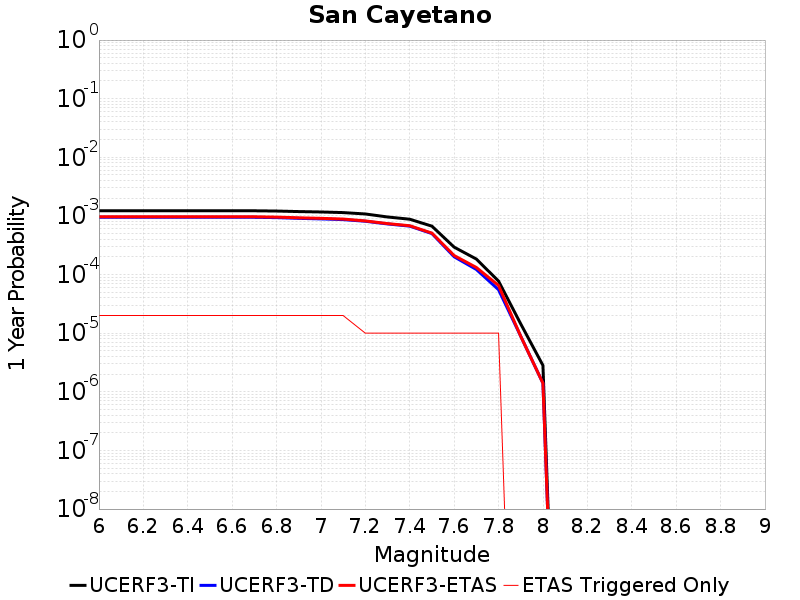 San Cayetano
10^0
10^-1
10^-2
10^-3
10^-4
10^-5
10^-6
10^-7
10^-8
1 Year Probability
6 6.2 6.4 6.6 6.8 7 7.2 7.4 7.6 7.8 8 8.2 8.4 8.6 8.8 9
Magnitude
UCERF3-TI UCERF3-TD UCERF3-ETAS ETAS Triggered Only